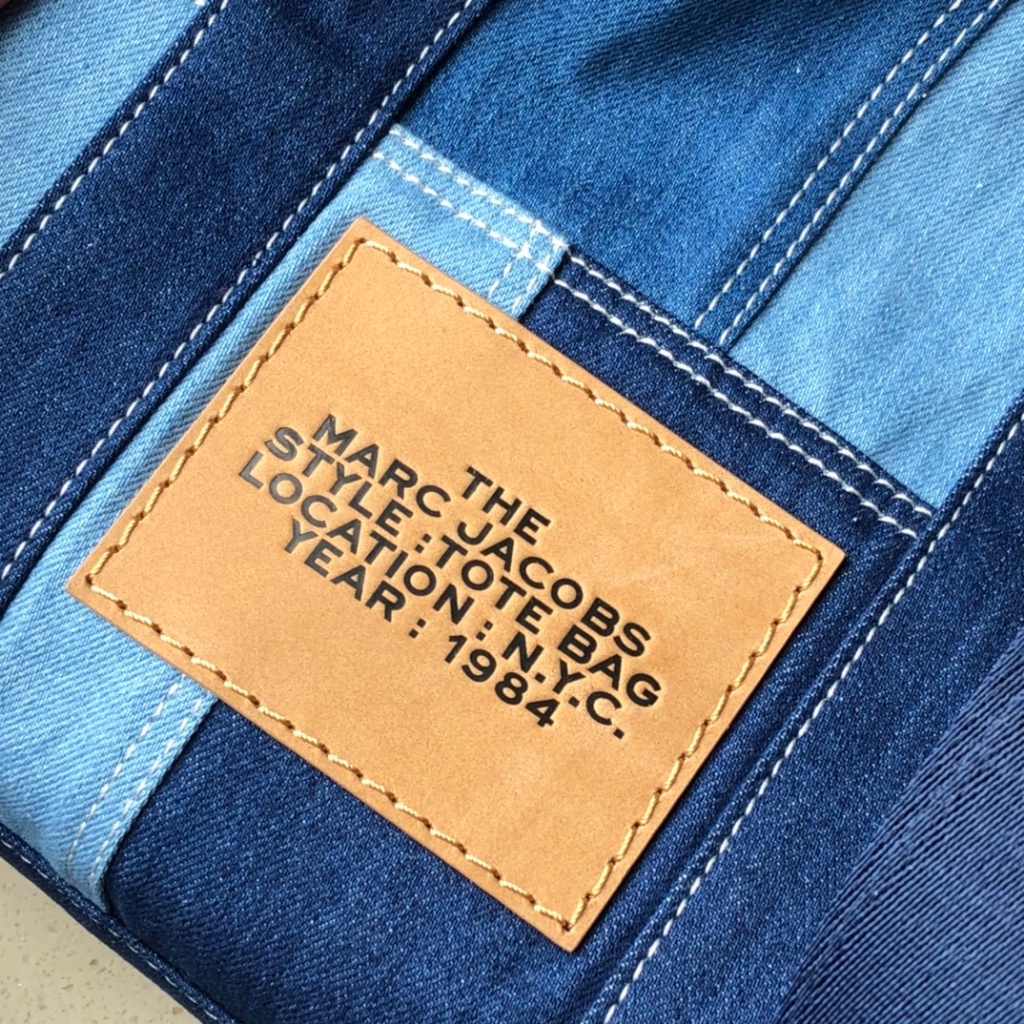 THE
MARC JACOBS
STYLE : TOTE BAG
LOCATION : N.Y.C.
YEAR : 1984